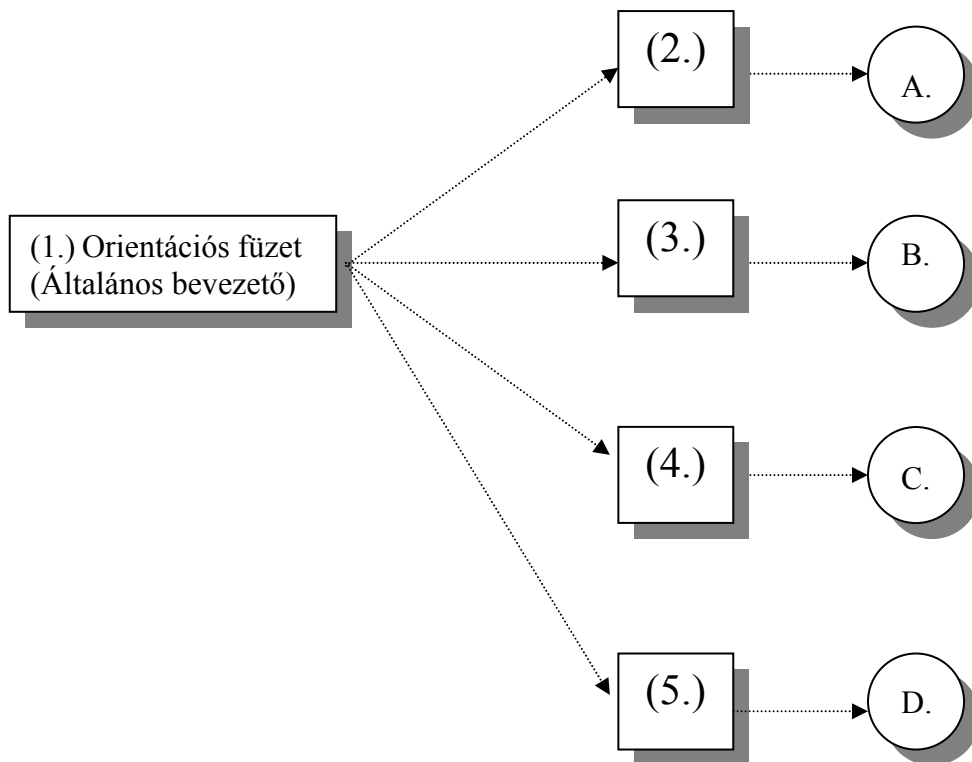 (2.)
A.
(1.) Orientációs füzet
(Általános bevezető)
(3.)
B.
(4.)
C.
(5.)
D.